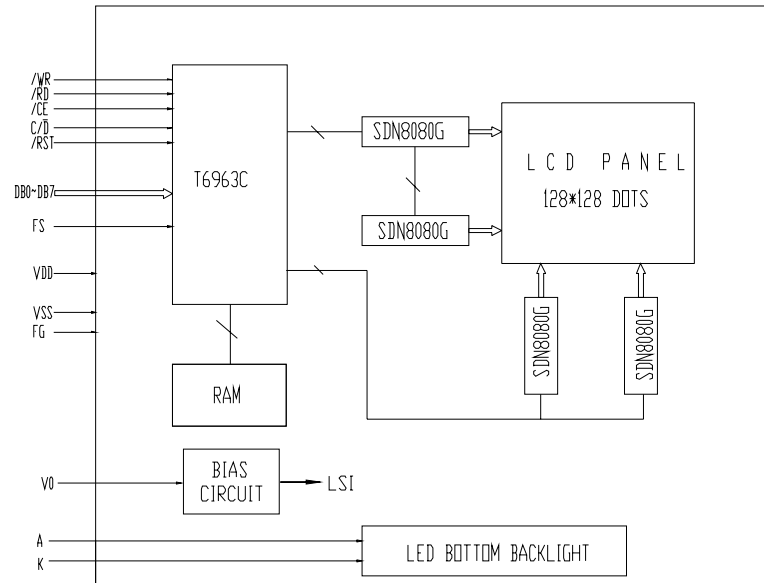 /WR
/RD
/CE
C/D̅
/RST
DB0~DB7
FS
VDD
VSS
FG
T6963C
RAM
SDN8080G
SDN8080G
LCD PANEL
128*128 DOTS
SDN8080G
SDN8080G
V0
BIAS
CIRCUIT
LSI
A
K
LED BOTTOM BACKLIGHT